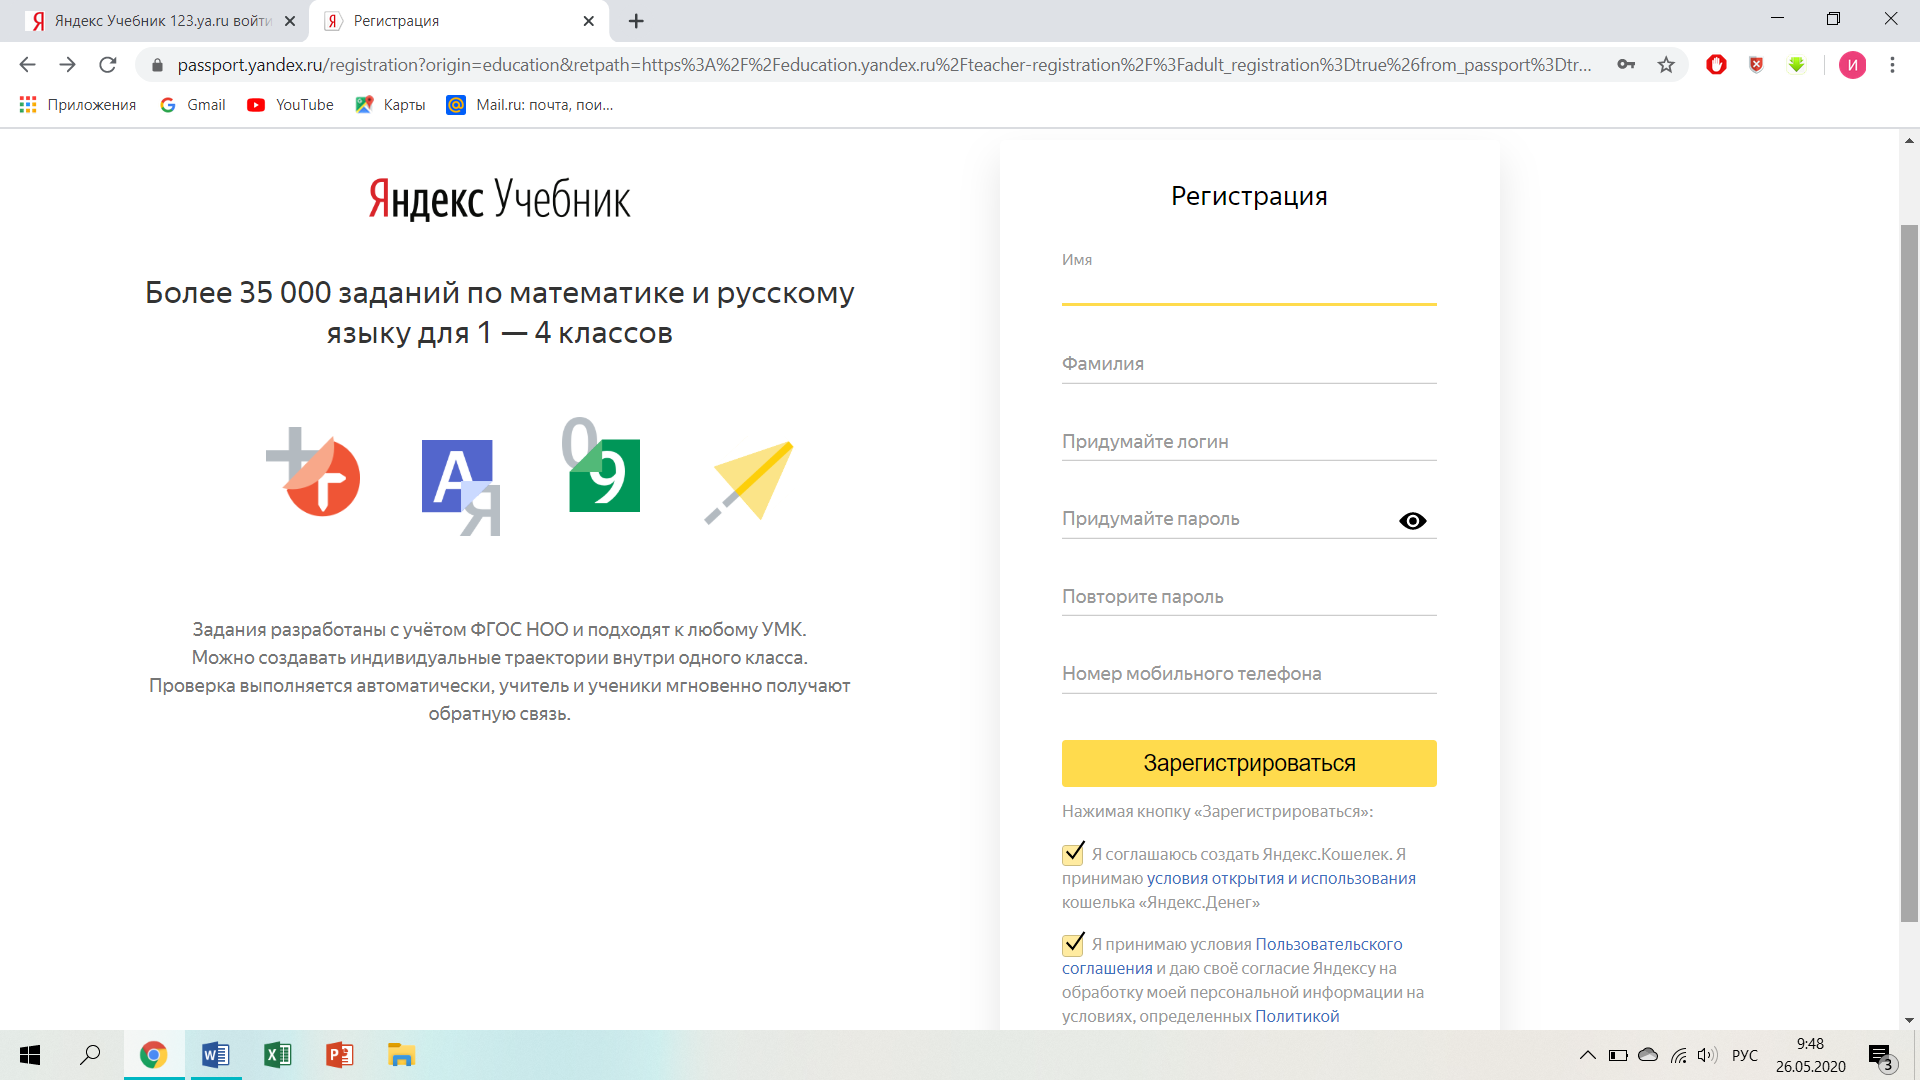 Яндекс Учебник 123.ya.ru войти
Регистрация
passport.yandex.ru/registration?origin=education&retpath=https%3A%2F%2Feducation.yandex.ru%2Fteacher-registration%2F%3Fadult_registration%3Dtrue%26from_passport%3Dtr...
И
Приложения
Gmail
YouTube
Карты
Mail.ru: почта, пои...
Яндекс Учебник
Более 35 000 заданий по математике и русскому
языку для 1 — 4 классов
А
Я
0
9
Задания разработаны с учётом ФГОС НОО и подходят к любому УМК.
Можно создавать индивидуальные траектории внутри одного класса.
Проверка выполняется автоматически, учитель и ученики мгновенно получают
обратную связь.
Регистрация
Имя
Фамилия
Придумайте логин
Придумайте пароль
Повторите пароль
Номер мобильного телефона
Зарегистрироваться
Нажимая кнопку «Зарегистрироваться»:
Я соглашаюсь создать Яндекс.Кошелек. Я
принимаю условия открытия и использования
кошелька «Яндекс.Денег»
Я принимаю условия Пользовательского
соглашения и даю своё согласие Яндексу на
обработку моей персональной информации на
условиях, определенных Политикой
РУС
9:48
26.05.2020
3